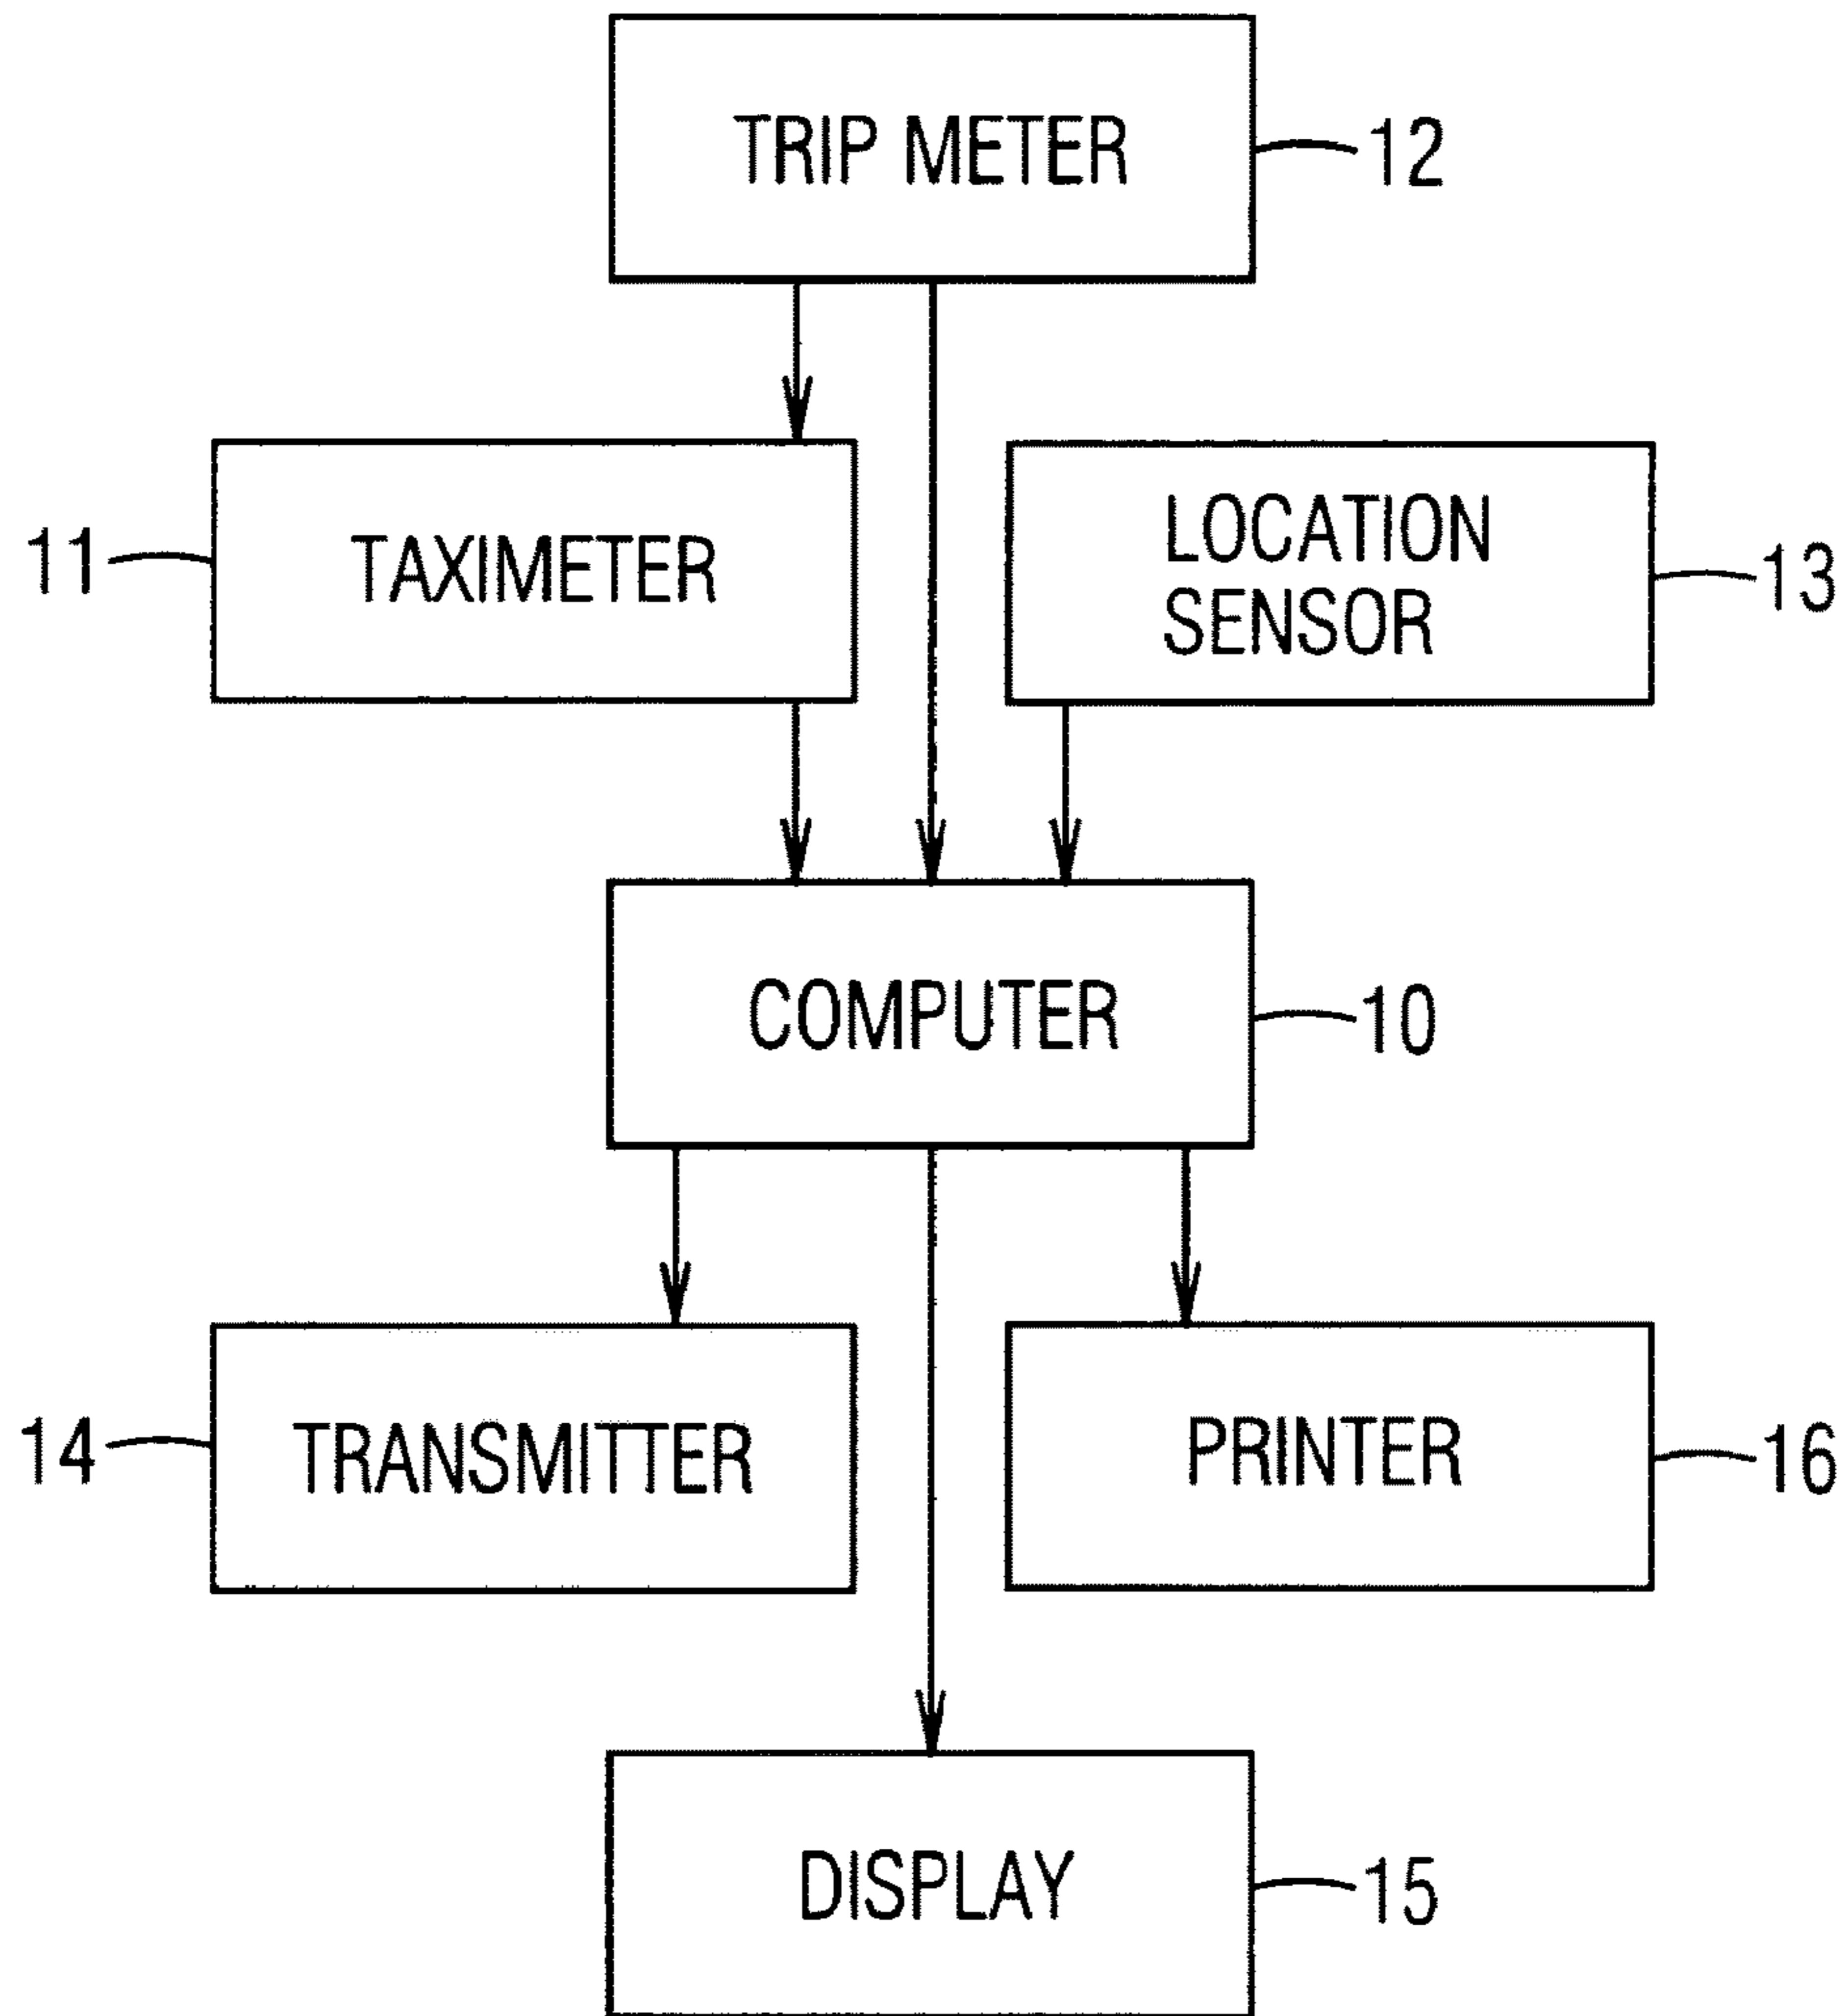 TRIP METER
12
11
TAXIMETER
LOCATION
SENSOR
13
COMPUTER
10
14
TRANSMITTER
PRINTER
16
DISPLAY
15